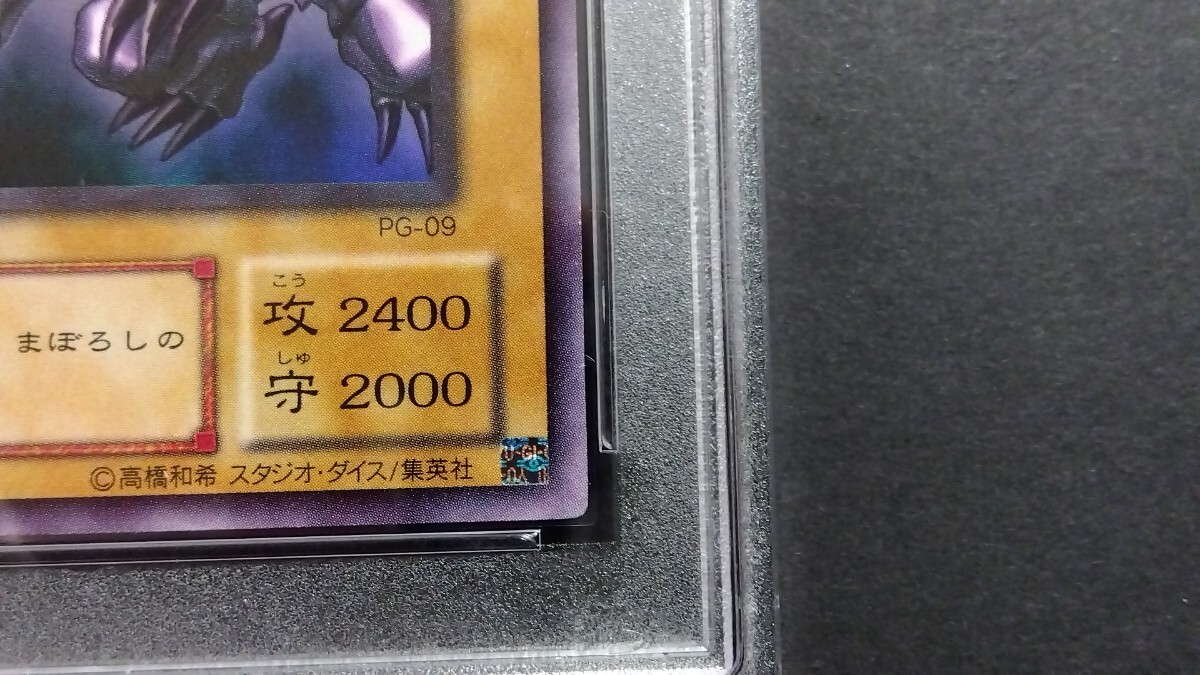 PG-09
こう
攻 2400
しゅ
守 2000
まぼろしの
©高橋和希 スタジオ・ダイス/集英社